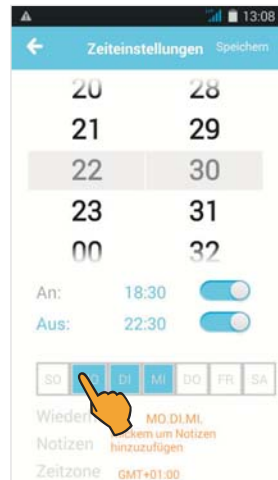 13:08
Zeiteinstellungen Speichern
20 28
21 29
22 30
23 31
00 32
An: 18:30
Aus: 22:30
SO DI MI DO FR SA
MO.DI.MI.
um Notizen
Notizen hinzuzufügen
Zeitzone GMT+01:00